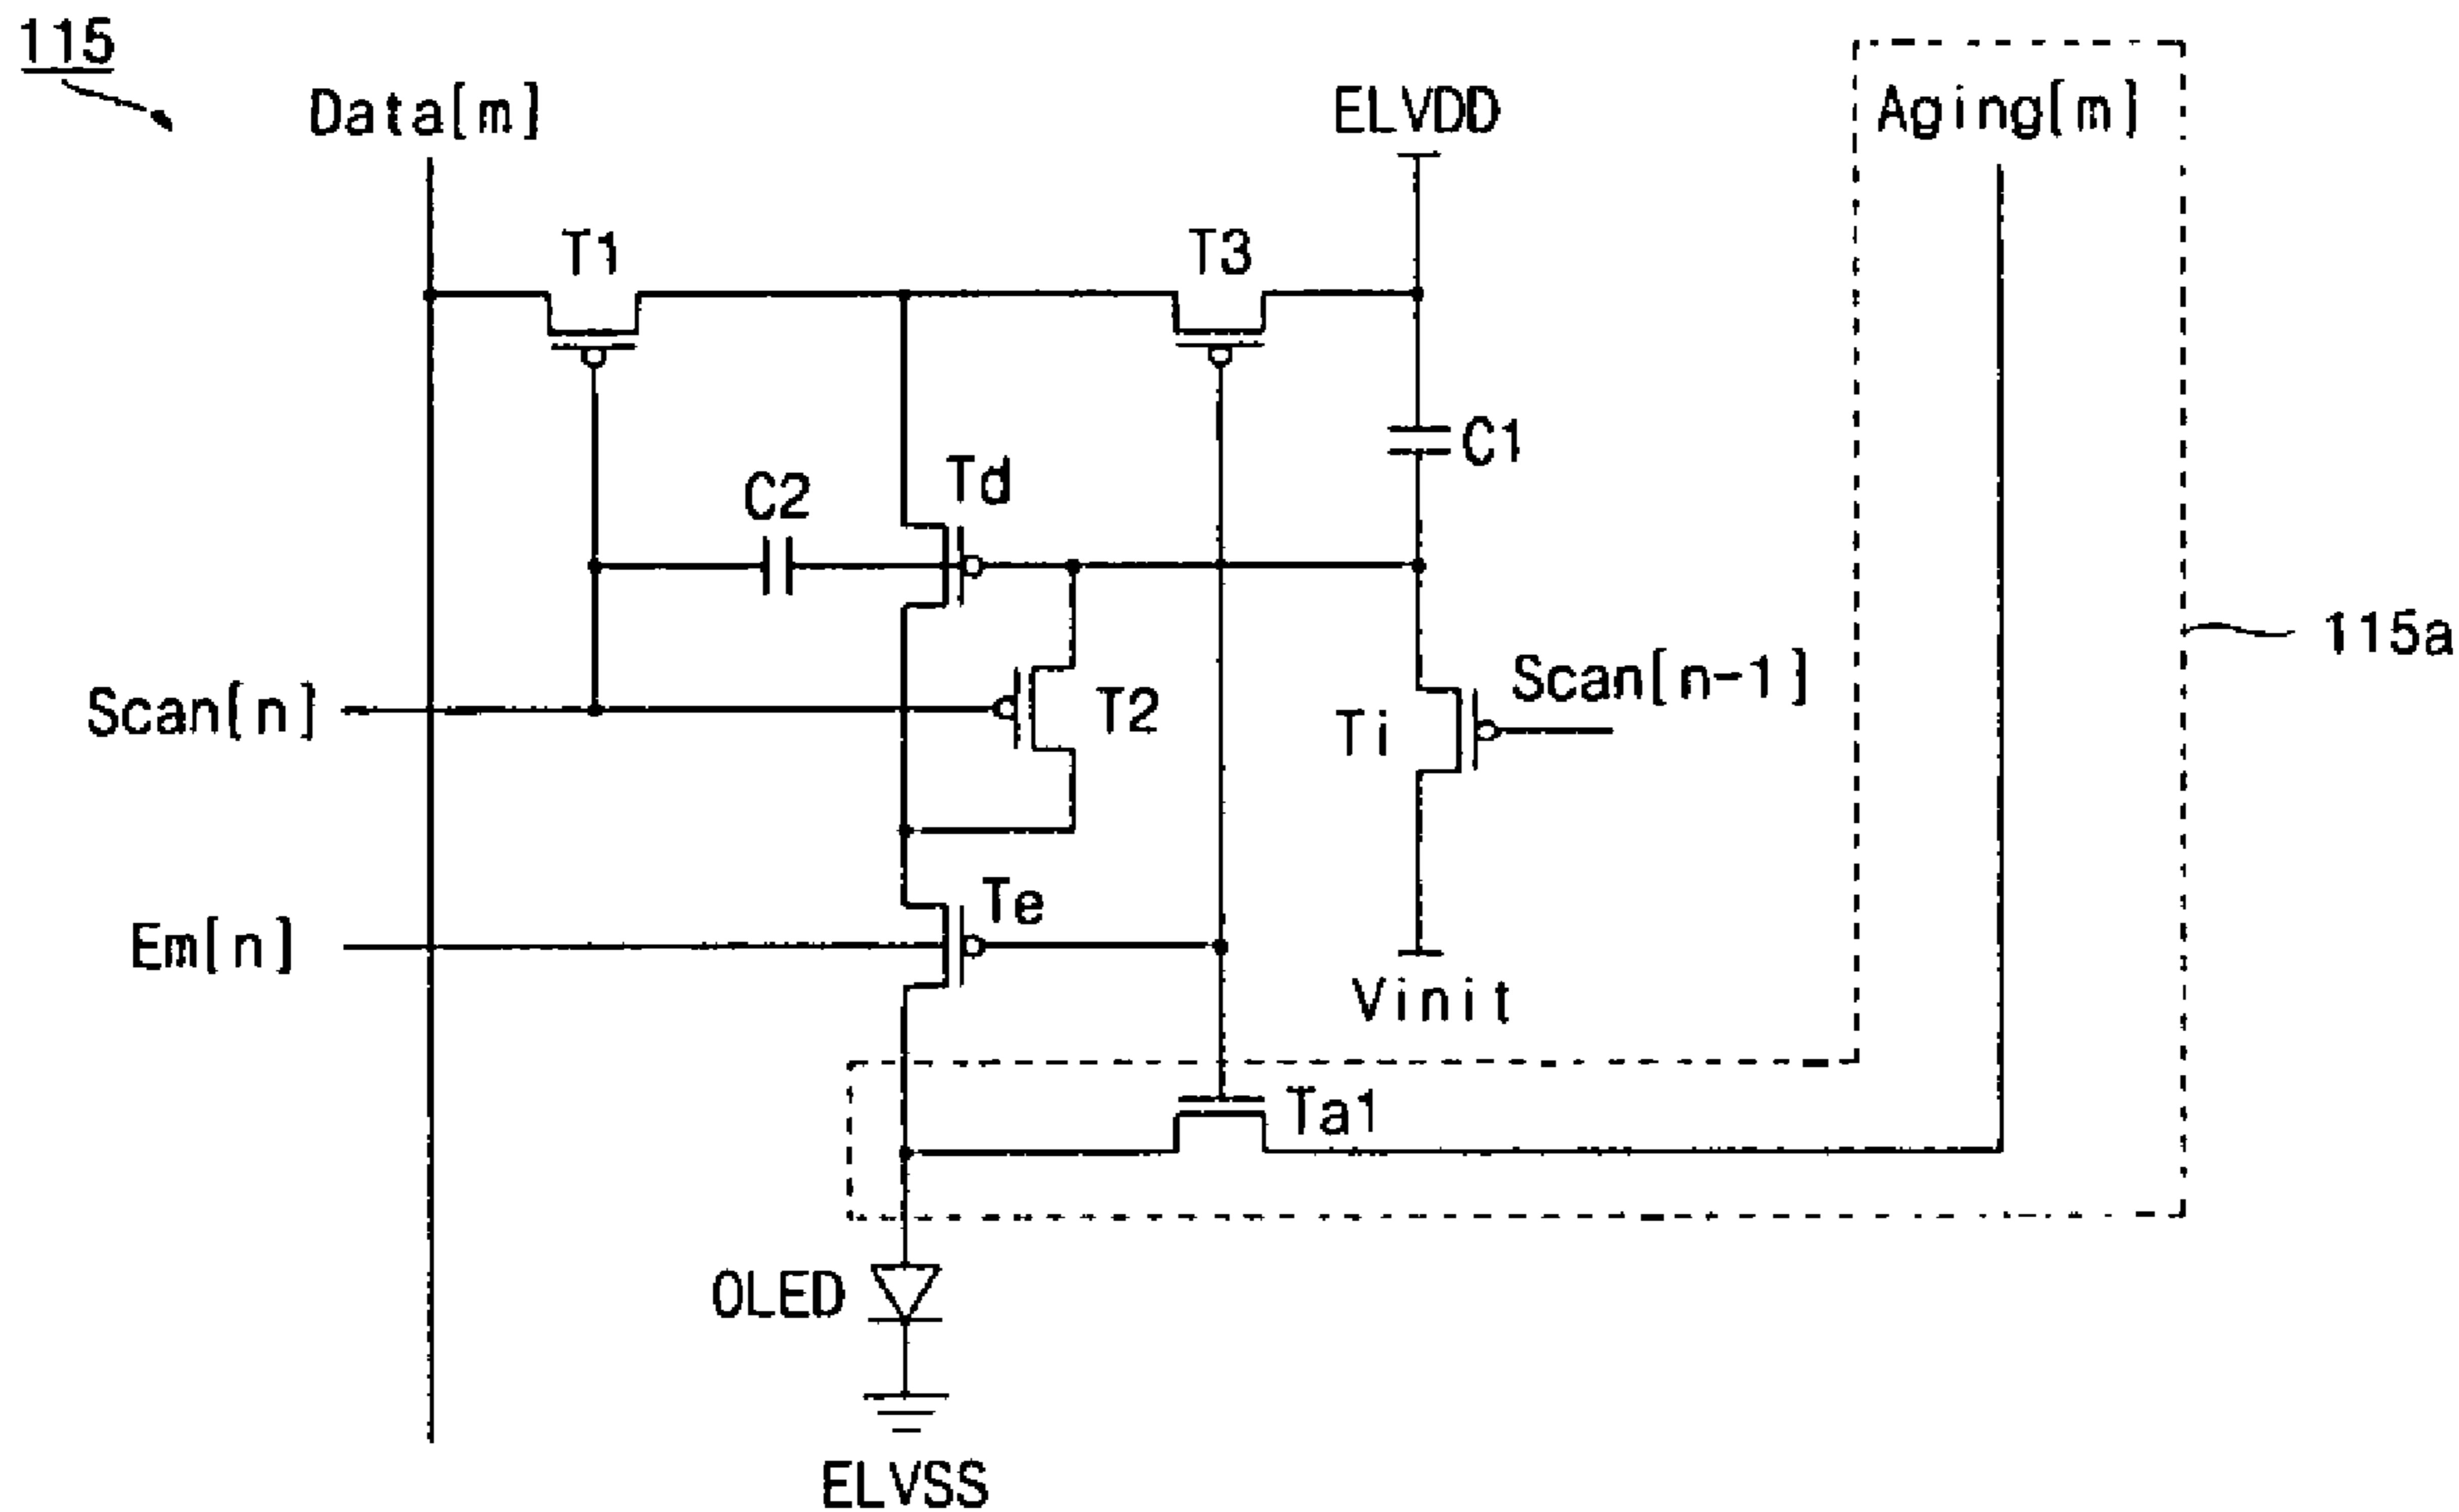 115
Data[m]
ELVDD
Aging[m]
T1
T3
C1
Td
C2
115a
Scan[n-1]
Scan[n]
T2
Ti
Te
Em[n]
Vinit
Ta1
OLED
ELVSS